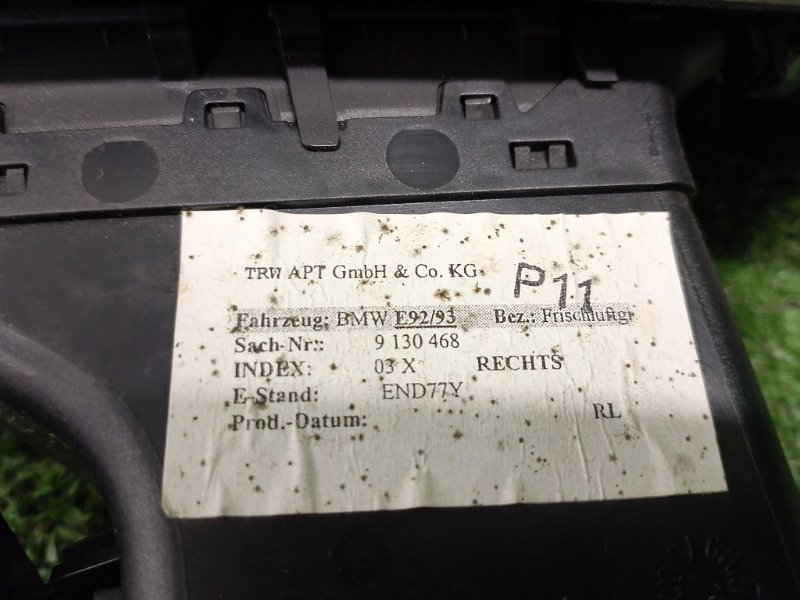 TRW APT GmbH & Co. KG
P11
Fahrzeug: BMW E92/93 Bez.: Frischluftgr
Sach-Nr.: 9 130 468
INDEX: 03 X RECHTS
E-Stand: END77Y
Prod.-Datum:
RL